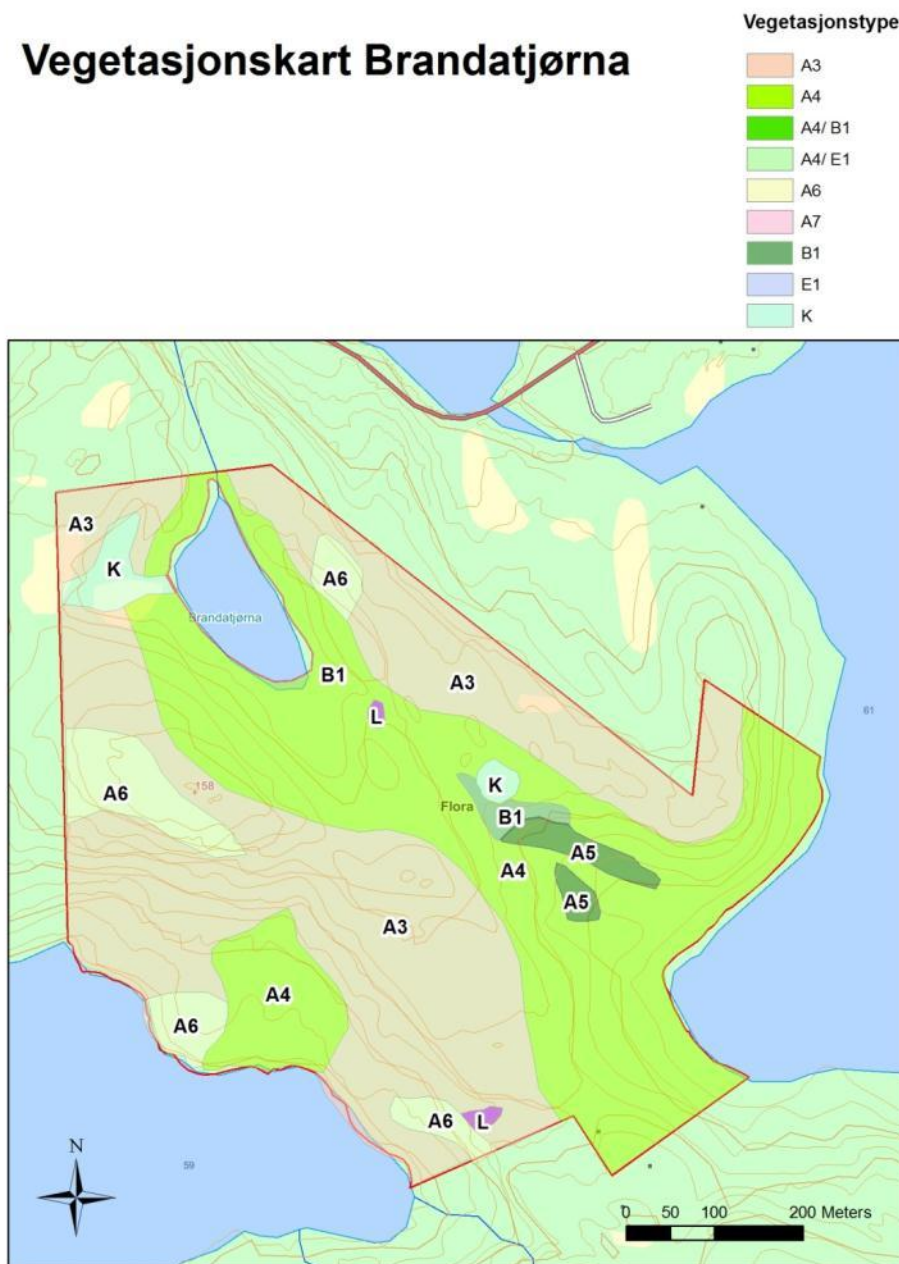 Vegetasjonskart Brandatjørna
Vegetasjonstype
A3
A4
A4/ B1
A4/ E1
A6
A7
B1
E1
K
A3
K
A6
Brandatjørna
B1
A3
L
61
K
A6
158
Flora
B1
A5
A4
A5
A3
A4
A6
A6
L
N
59
0 50 100 200 Meters